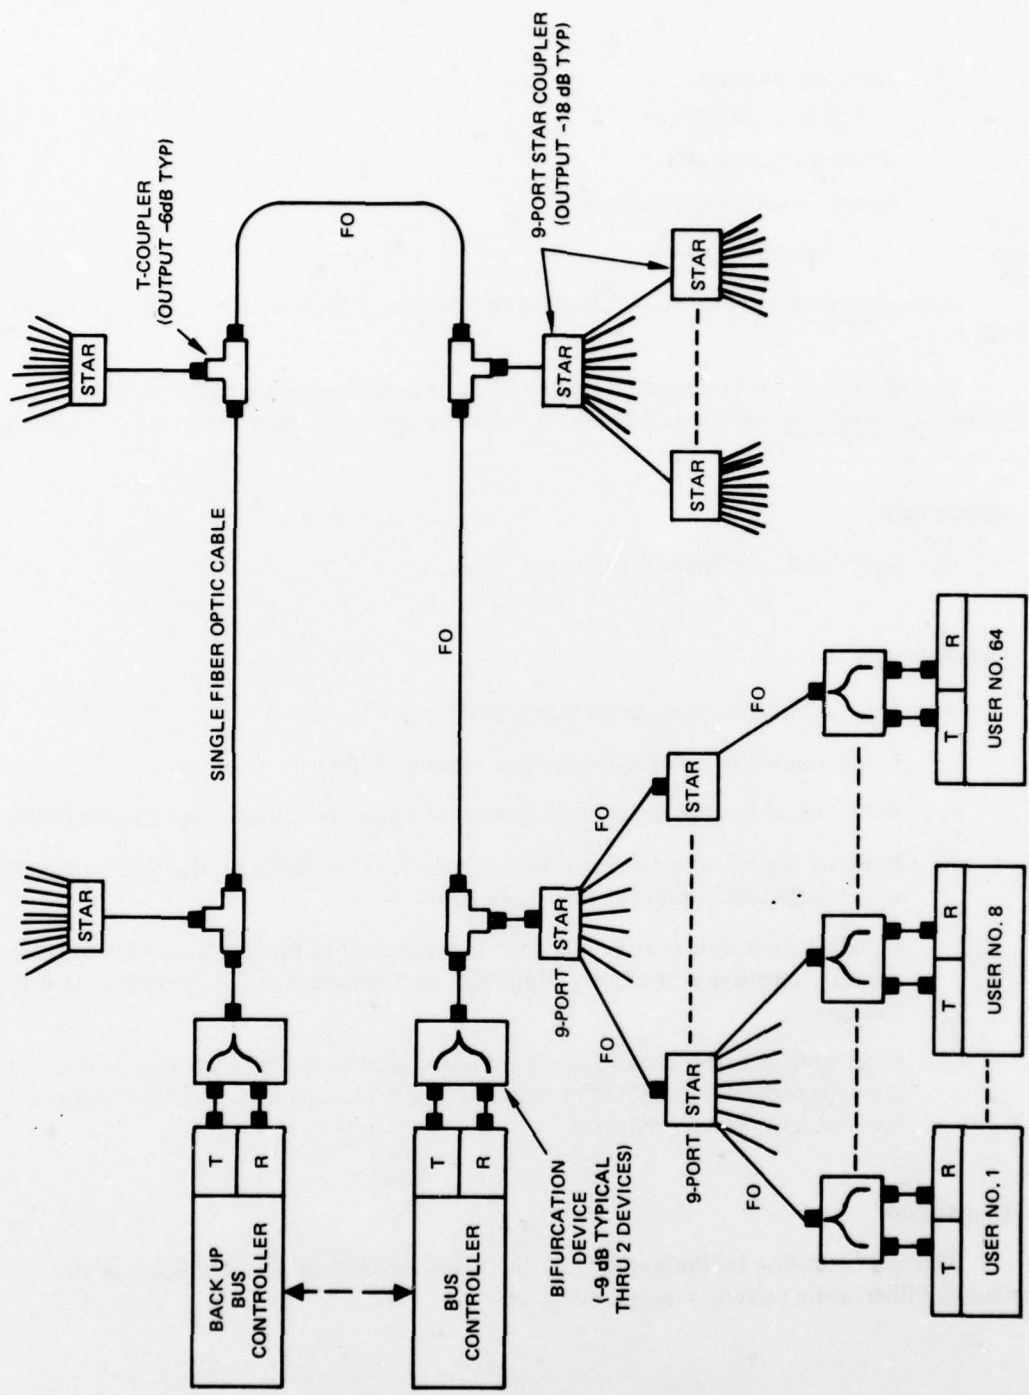 STAR
STAR
T-COUPLER
(OUTPUT -6dB TYP)
SINGLE FIBER OPTIC CABLE
FO
BACK UP
BUS
CONTROLLER
T
R
FO
BUS
CONTROLLER
T
R
BIFURCATION
DEVICE
(-9 dB TYPICAL
THRU 2 DEVICES)
9-PORT
STAR
STAR
9-PORT STAR COUPLER
(OUTPUT -18 dB TYP)
FO
FO
9-PORT
STAR
STAR
STAR
STAR
FO
FO
T
R
USER NO. 1
T
R
USER NO. 8
T
R
USER NO. 64